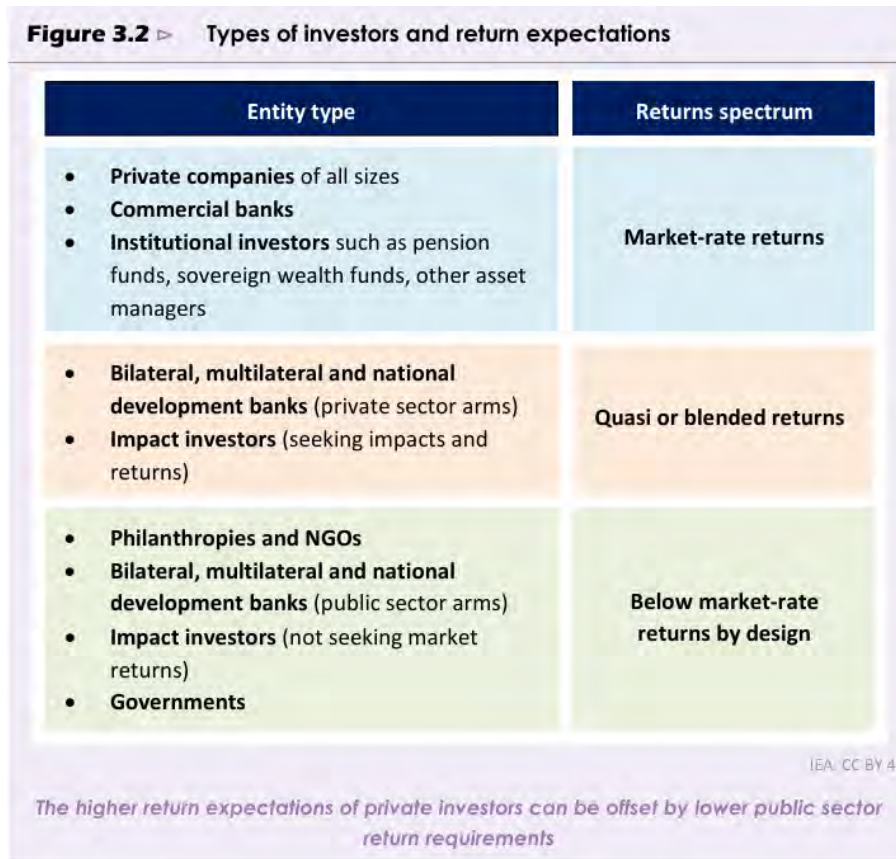 Figure 3.2 ▷ Types of investors and return expectations
Entity type
Returns spectrum
• Private companies of all sizes
• Commercial banks
• Institutional investors such as pension
funds, sovereign wealth funds, other asset
managers
Market-rate returns
• Bilateral, multilateral and national
development banks (private sector arms)
• Impact investors (seeking impacts and
returns)
Quasi or blended returns
• Philanthropies and NGOs
• Bilateral, multilateral and national
development banks (public sector arms)
• Impact investors (not seeking market
returns)
• Governments
Below market-rate
returns by design
IEA. CC BY 4
The higher return expectations of private investors can be offset by lower public sector
return requirements